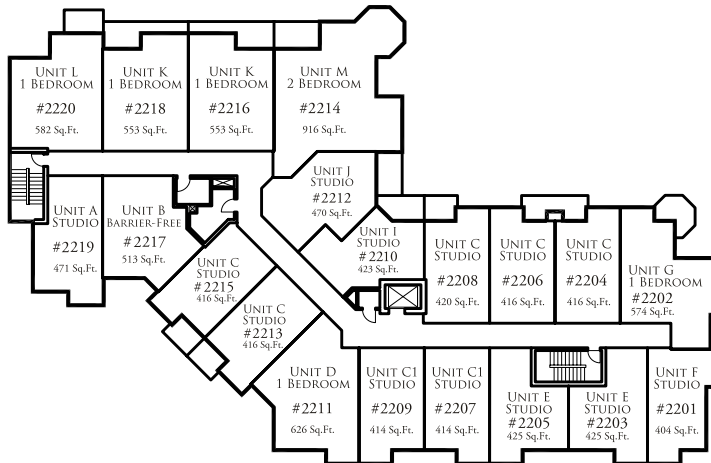 Unit L
1 Bedroom
#2220
582 Sq.Ft.
Unit K
1 Bedroom
#2218
553 Sq.Ft.
Unit K
1 Bedroom
#2216
553 Sq.Ft.
Unit M
2 Bedroom
#2214
916 Sq.Ft.
Unit J
Studio
#2212
470 Sq.Ft.
Unit A
Studio
#2219
471 Sq.Ft.
Unit B
Barrier-Free
#2217
513 Sq.Ft.
Unit I
Studio
#2210
423 Sq.Ft.
Unit C
Studio
#2208
420 Sq.Ft.
Unit C
Studio
#2206
416 Sq.Ft.
Unit C
Studio
#2204
416 Sq.Ft.
Unit G
1 Bedroom
#2202
574 Sq.Ft.
Unit C
Studio
#2215
416 Sq.Ft.
Unit C
Studio
#2213
416 Sq.Ft.
Unit D
1 Bedroom
#2211
626 Sq.Ft.
Unit C1
Studio
#2209
414 Sq.Ft.
Unit C1
Studio
#2207
414 Sq.Ft.
Unit E
Studio
#2205
425 Sq.Ft.
Unit E
Studio
#2203
425 Sq.Ft.
Unit F
Studio
#2201
404 Sq.Ft.